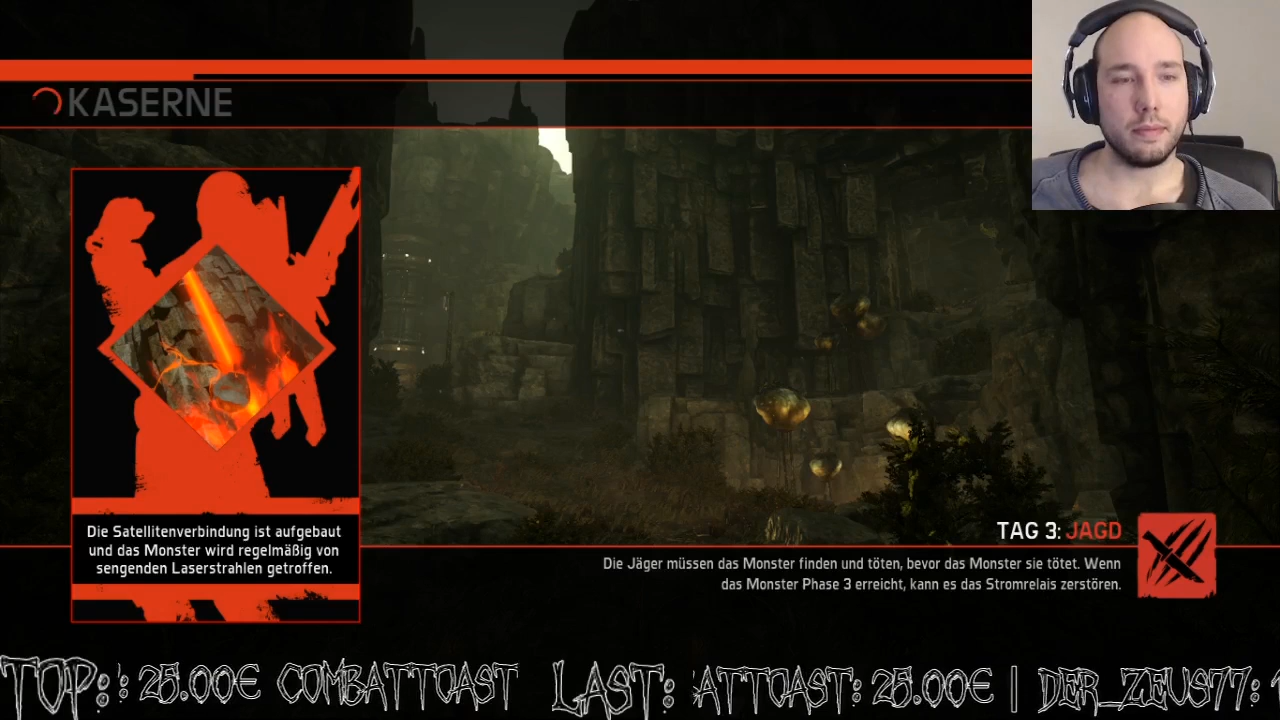 KASERNE
Die Satellitenverbindung ist aufgebaut
und das Monster wird regelmäßig von
sengenden Laserstrahlen getroffen.
TAG 3: JAGD
Die Jäger müssen das Monster finden und töten, bevor das Monster sie tötet. Wenn
das Monster Phase 3 erreicht, kann es das Stromrelais zerstören.
TOP: : 25.00€ COMBATTOAST LAST: ATTOAST: 25.00€ | DER_ZEUS77: